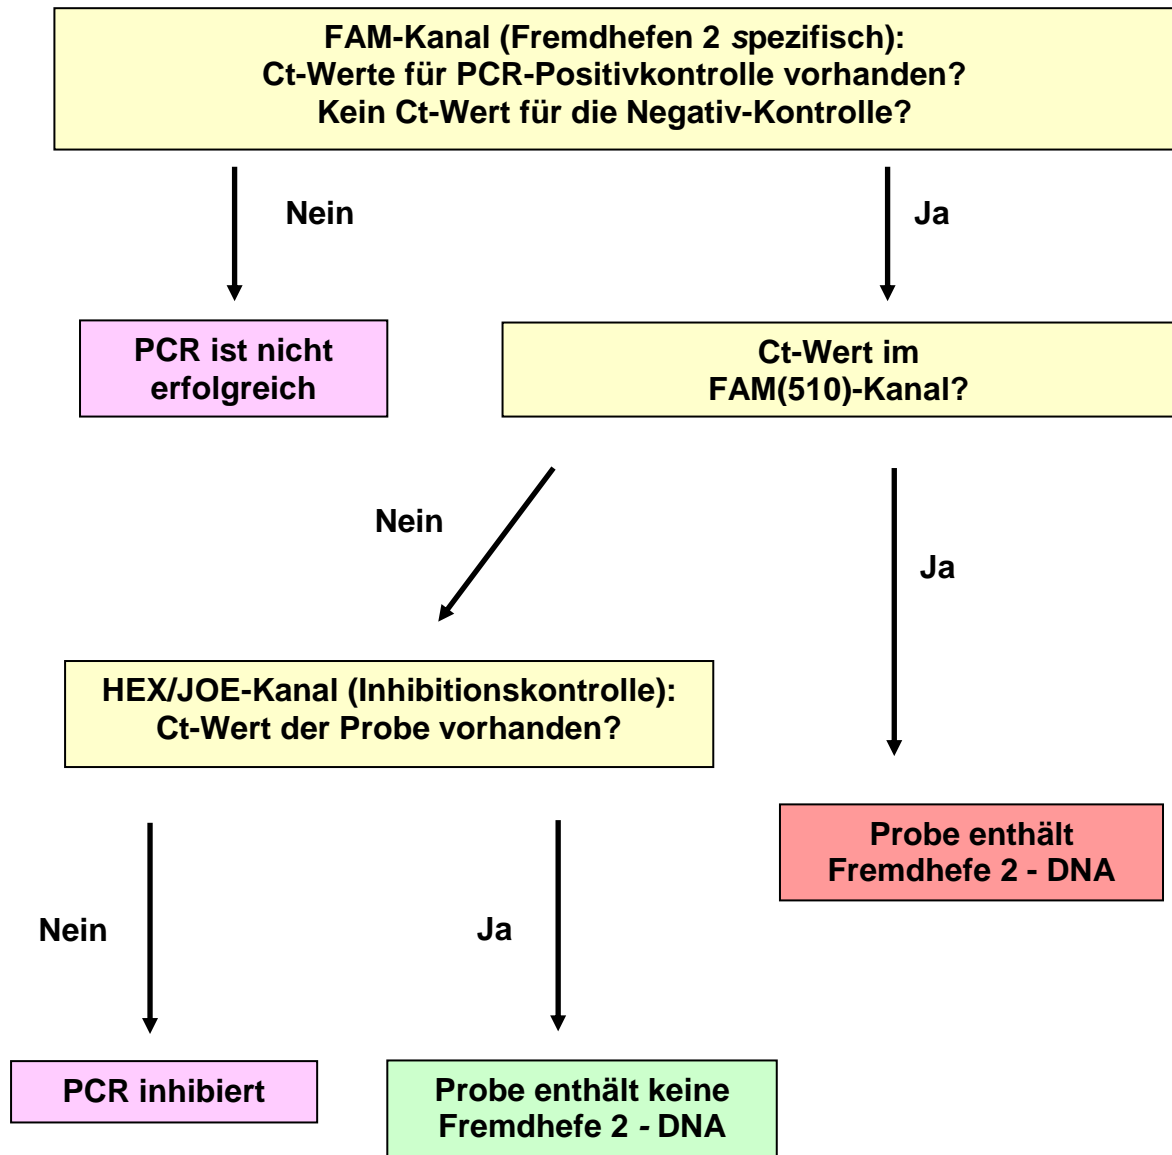 FAM-Kanal (Fremdhefen 2 spezifisch):
Ct-Werte für PCR-Positivkontrolle vorhanden?
Kein Ct-Wert für die Negativ-Kontrolle?
Nein
Ja
PCR ist nicht
erfolgreich
Ct-Wert im
FAM(510)-Kanal?
Nein
Ja
HEX/JOE-Kanal (Inhibitionskontrolle):
Ct-Wert der Probe vorhanden?
Probe enthält
Fremdhefe 2 - DNA
Nein
Ja
PCR inhibiert
Probe enthält keine
Fremdhefe 2 - DNA